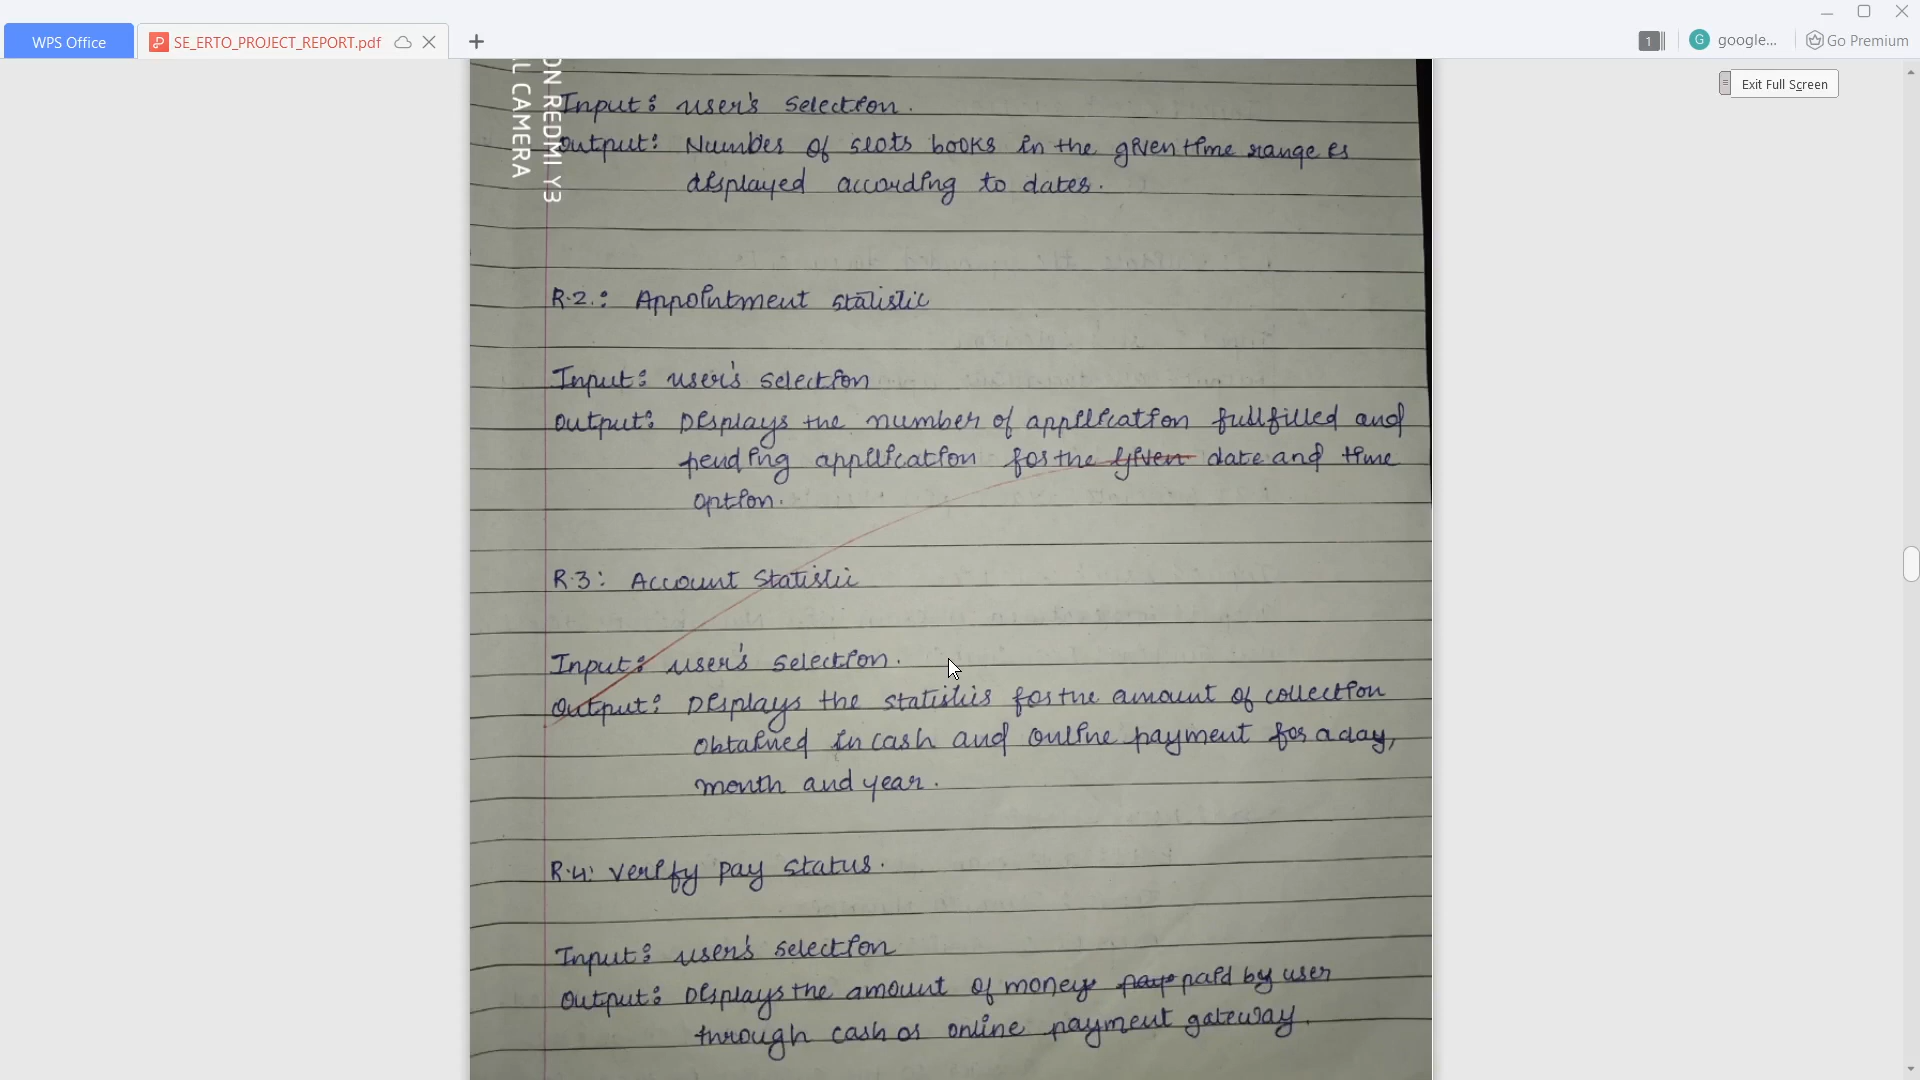 WPS Office
SE_ERTO_PROJECT_REPORT.pdf
1
G google...
Go Premium
Exit Full Screen
ON REDMI Y3
L CAMERA
Input: user's selection.
Output: Number of slots books in the given time range is
displayed according to dates.
R.2.: Appointment statistic
Input: user's selection
Output: Displays the number of application fullfilled and
pending application for the given date and time
option.
R.3: Account Statistic
Input: user's selection.
Output: Displays the statistics for the amount of collection
obtained in cash and online payment for a day,
month and year.
R.4: Verify pay status.
Input: user's selection
Output: Displays the amount of money pays paid by user
through cash or online payment gateway.